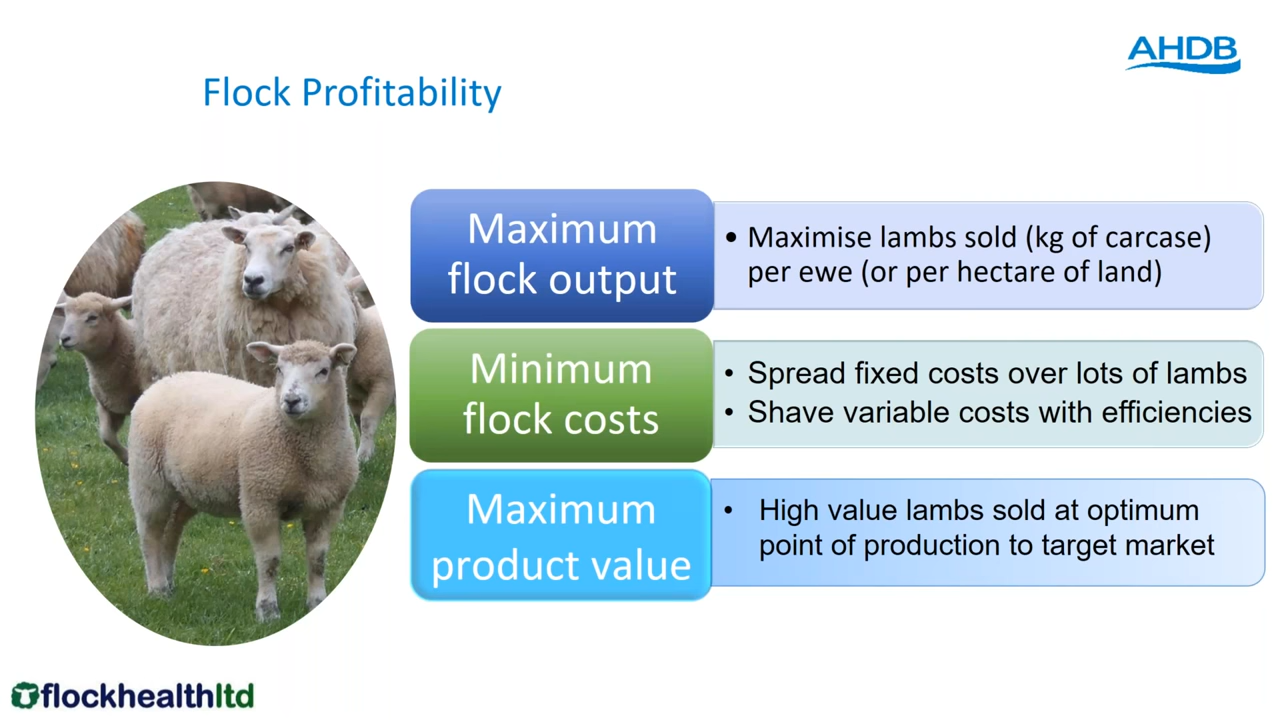 AHDB
Flock Profitability
Maximum
flock output
• Maximise lambs sold (kg of carcase)
per ewe (or per hectare of land)
Minimum
flock costs
• Spread fixed costs over lots of lambs
• Shave variable costs with efficiencies
Maximum
product value
• High value lambs sold at optimum
point of production to target market
flockhealthltd